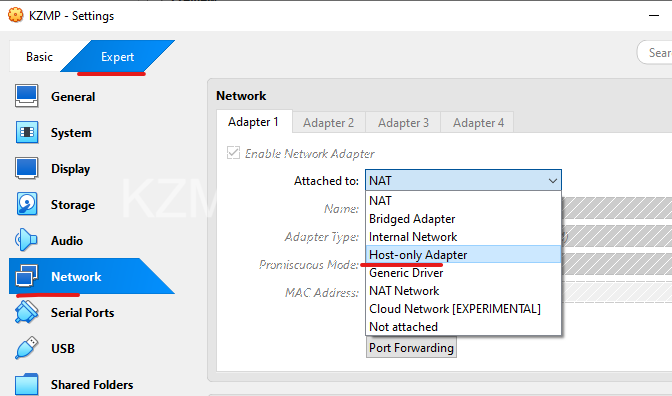 KZMP - Settings
Basic
Expert
Sear
General
System
Display
Storage
Audio
Network
Serial Ports
USB
Shared Folders
Network
Adapter 1
Adapter 2
Adapter 3
Adapter 4
Enable Network Adapter
Attached to:
NAT
Name:
Adapter Type:
Promiscuous Mode:
MAC Address:
NAT
Bridged Adapter
Internal Network
Host-only Adapter
Generic Driver
NAT Network
Cloud Network [EXPERIMENTAL]
Not attached
Port Forwarding
KZM